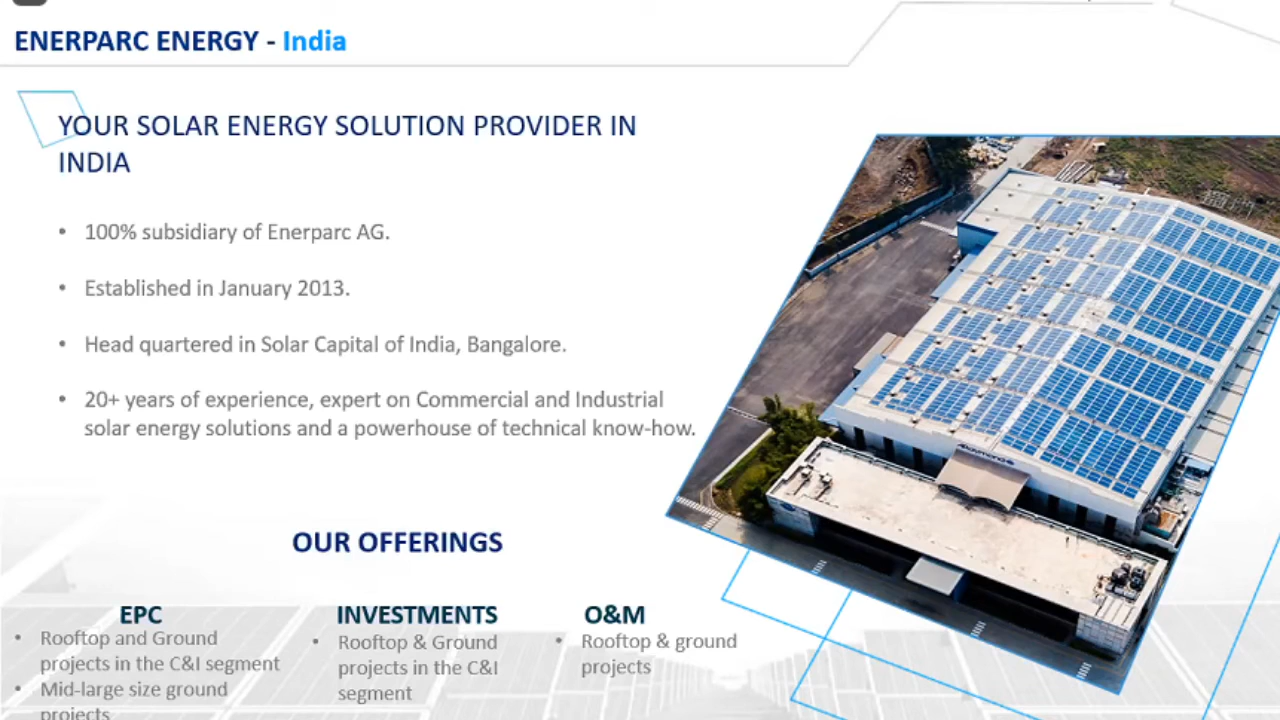 ENERPARC ENERGY - India
YOUR SOLAR ENERGY SOLUTION PROVIDER IN
INDIA
• 100% subsidiary of Enerparc AG.
• Established in January 2013.
• Head quartered in Solar Capital of India, Bangalore.
• 20+ years of experience, expert on Commercial and Industrial
solar energy solutions and a powerhouse of technical know-how.
OUR OFFERINGS
EPC
• Rooftop and Ground
projects in the C&I segment
• Mid-large size ground
projects
INVESTMENTS
• Rooftop & Ground
projects in the C&I
segment
O&M
• Rooftop & ground
projects